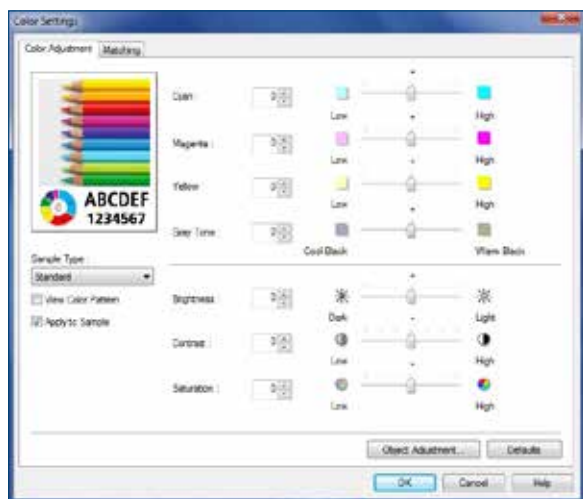 Color Settings
Color Adjustment Matching
ABCDEF
1234567
Sample Type
Standard
View Color Pattern
Apply to Sample
Cyan : 0
Low High
Magenta : 0
Low High
Yellow 0
Low High
Gray Tone 0
Cool Black Warm Black
Brightness 0
Dark Light
Contrast : 0
Low High
Saturation : 0
Low High
Object Adjustment... Defaults
OK Cancel Help